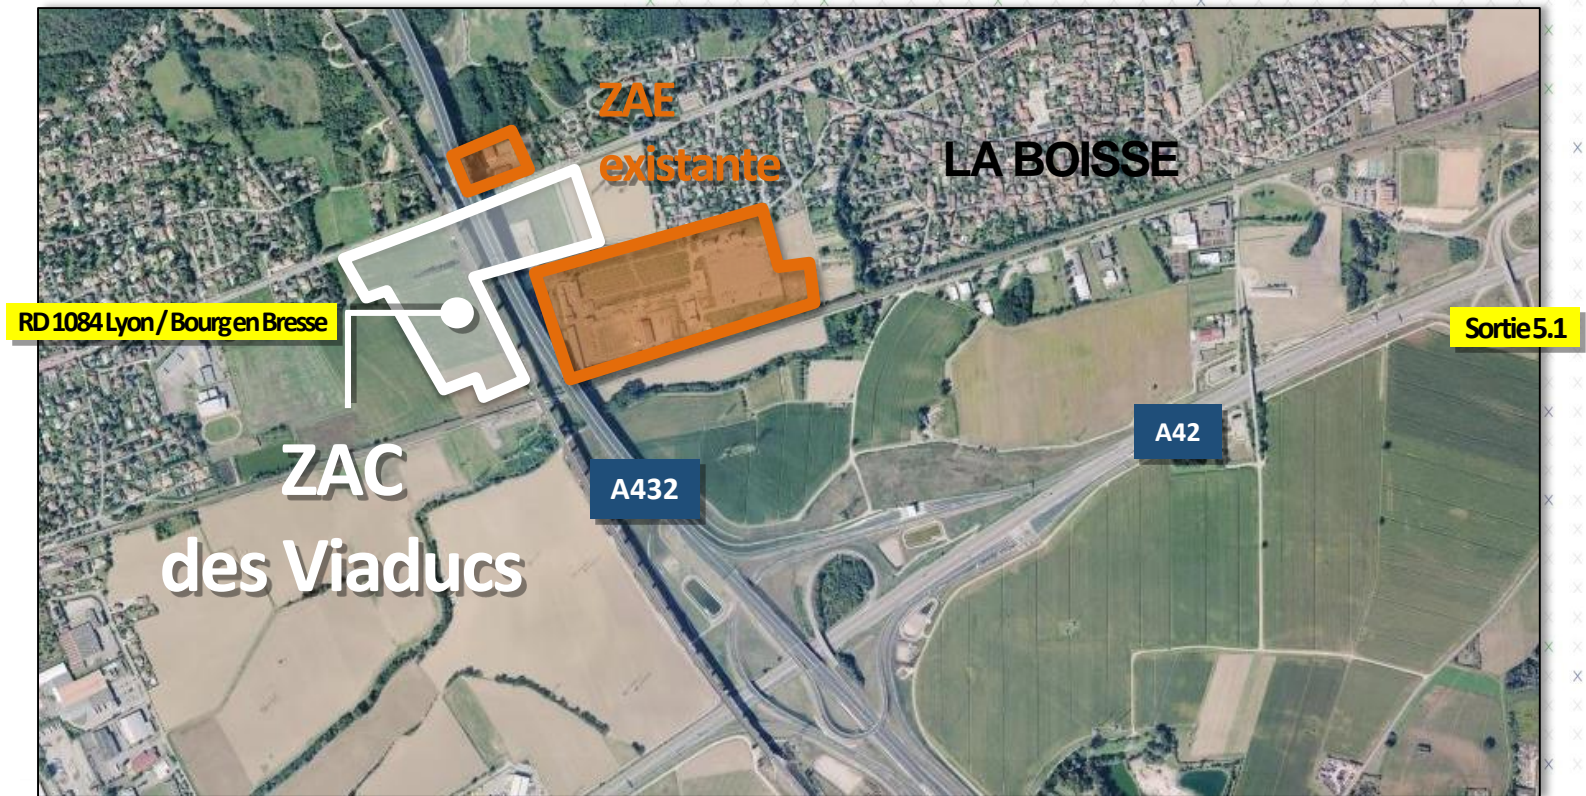 ZAE
existante
LA BOISSE
RD 1084 Lyon / Bourg en Bresse
Sortie 5.1
A42
ZAC
des Viaducs
A432